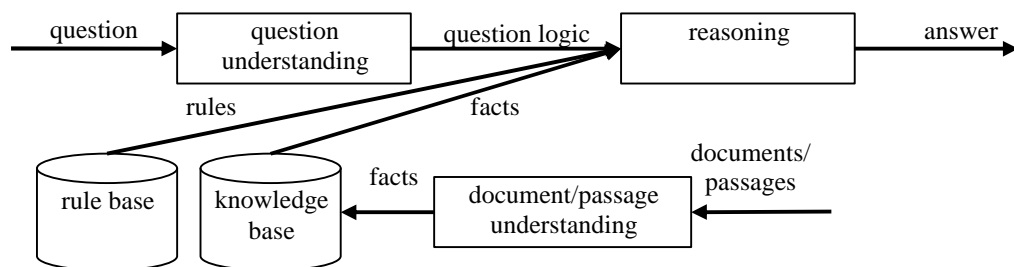 question
question
understanding
question logic
reasoning
answer
rules
facts
rule base
knowledge
base
facts
document/passage
understanding
documents/
passages